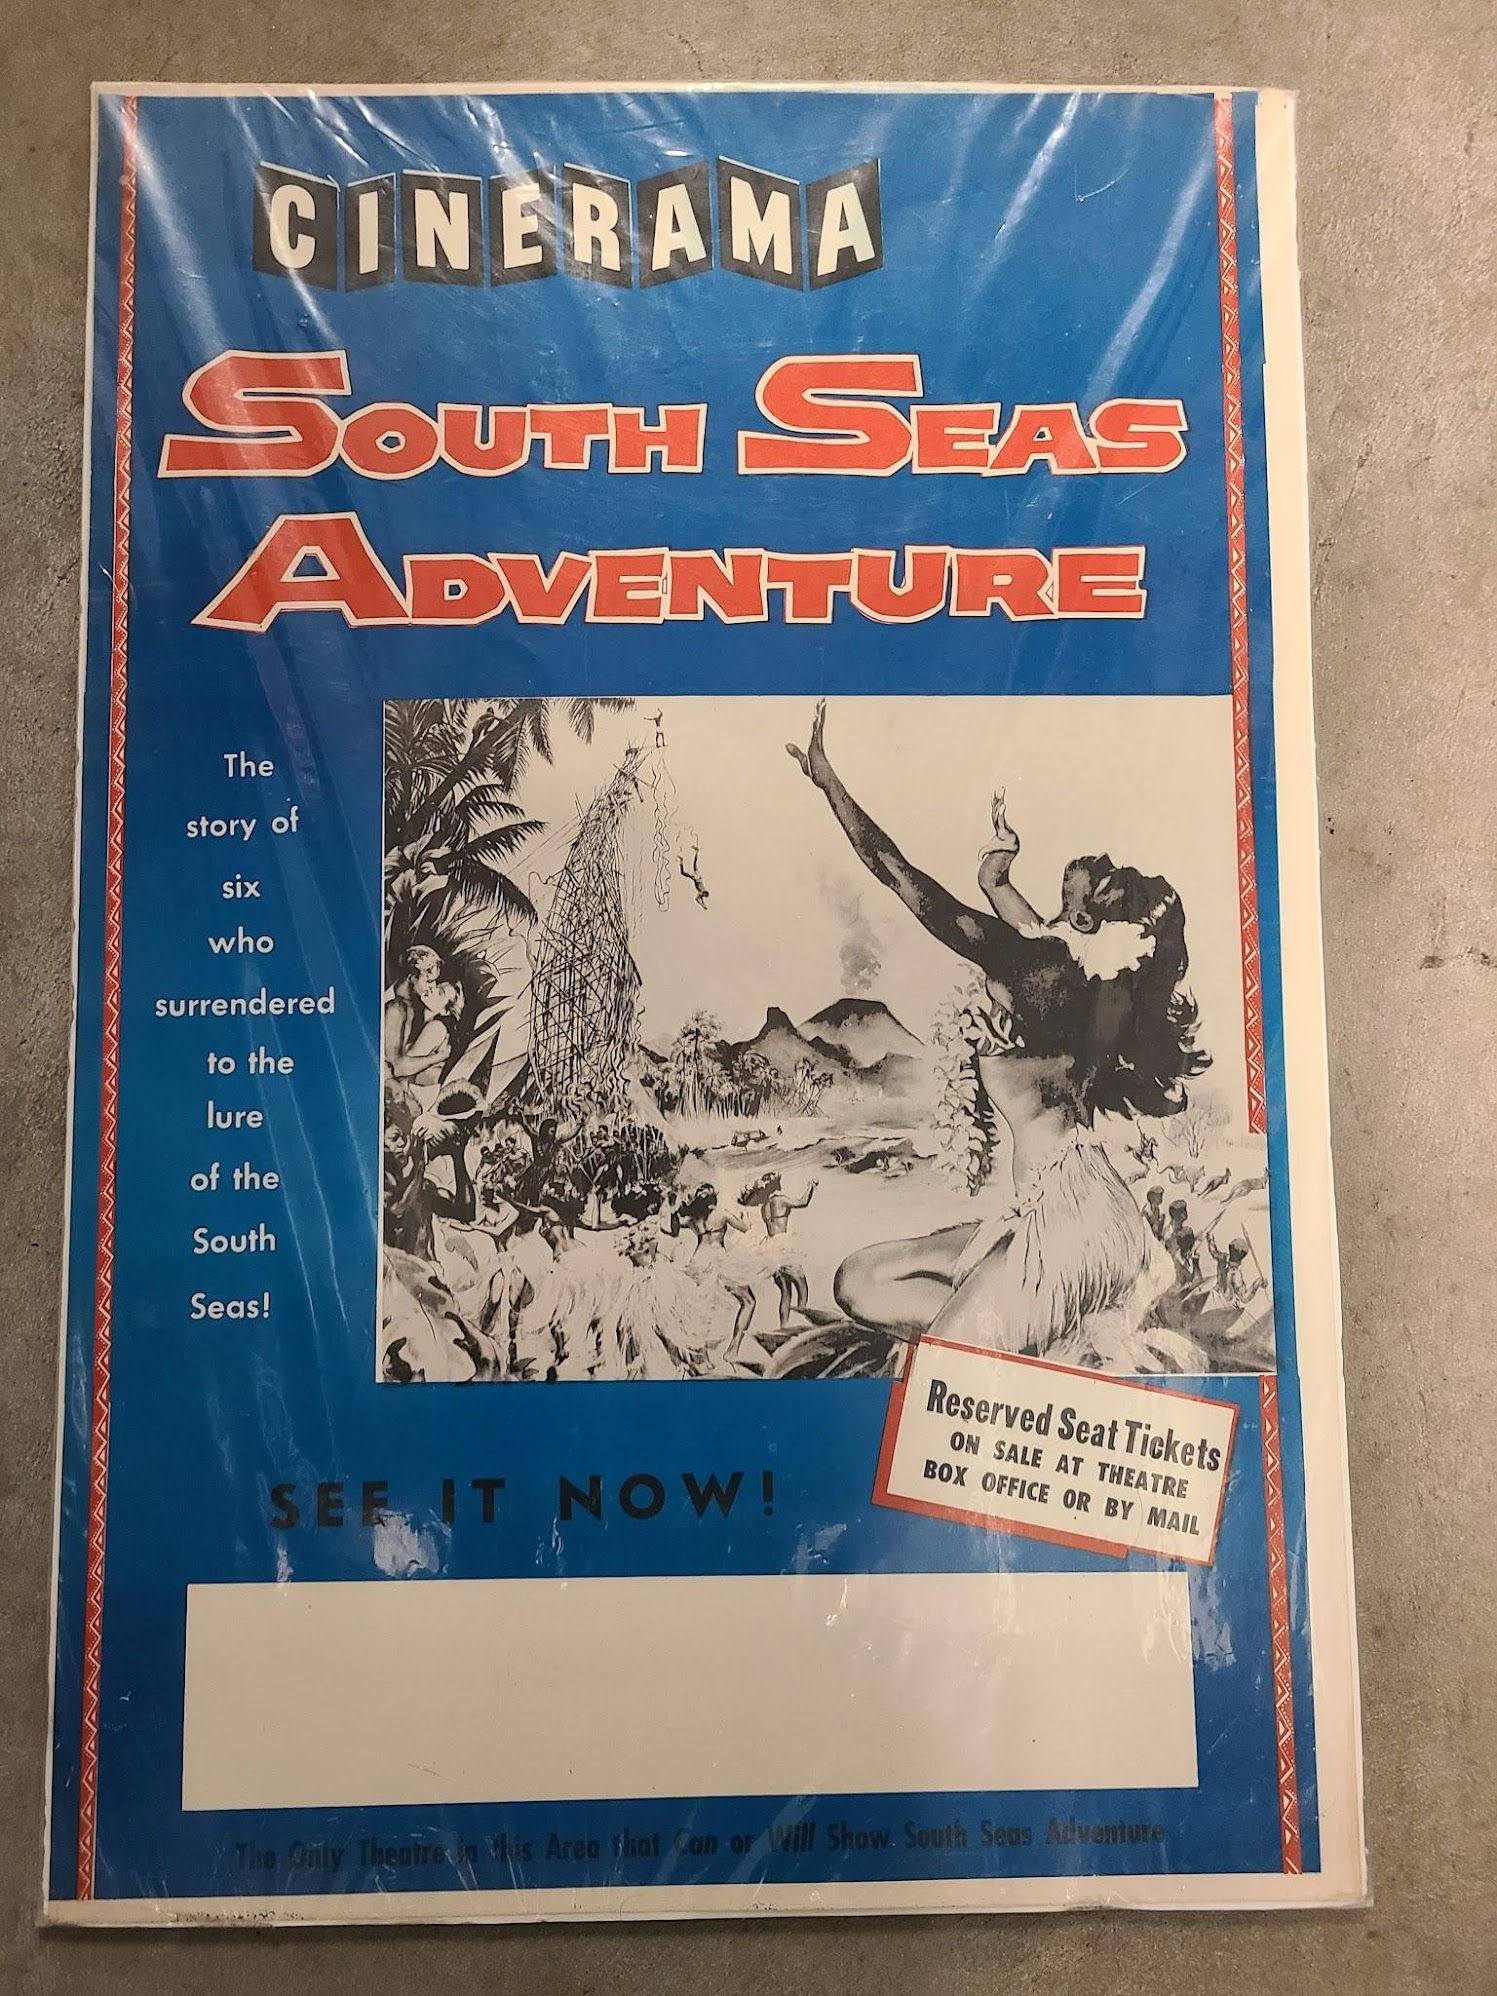 CINERAMA
SOUTH SEAS
ADVENTURE
The
story of
six
who
surrendered
to the
lure
of the
South
Seas!
Reserved Seat Tickets
ON SALE AT THEATRE
BOX OFFICE OR BY MAIL
SEE IT NOW!
The Only Theatre in this Area that Can or Will Show South Seas Adventure